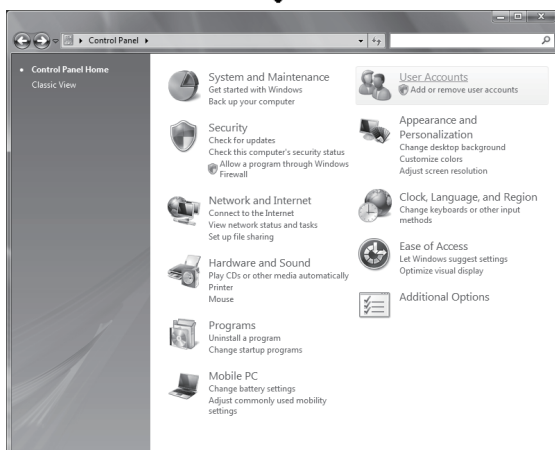 Control Panel
Control Panel Home
Classic View
System and Maintenance
Get started with Windows
Back up your computer
Security
Check for updates
Check this computer's security status
Allow a program through Windows
Firewall
Network and Internet
Connect to the Internet
View network status and tasks
Set up file sharing
Hardware and Sound
Play CDs or other media automatically
Printer
Mouse
Programs
Uninstall a program
Change startup programs
Mobile PC
Change battery settings
Adjust commonly used mobility
settings
User Accounts
Add or remove user accounts
Appearance and
Personalization
Change desktop background
Customize colors
Adjust screen resolution
Clock, Language, and Region
Change keyboards or other input
methods
Ease of Access
Let Windows suggest settings
Optimize visual display
Additional Options